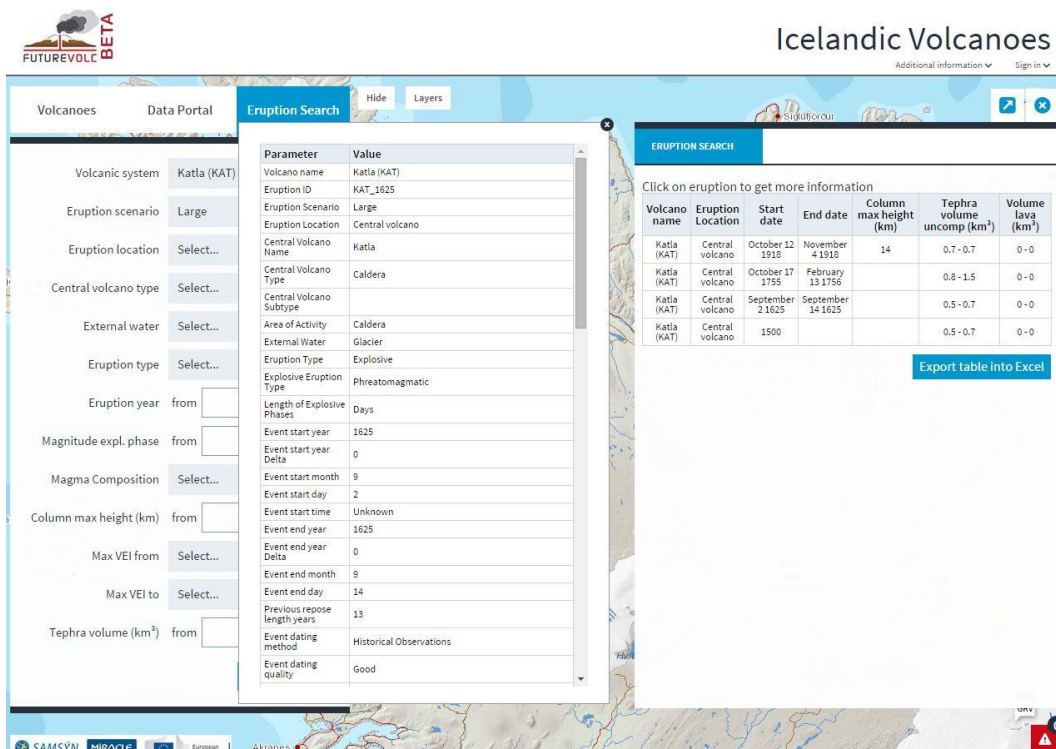 FUTUREVOLC BETA
Icelandic Volcanoes
Additional information
Sign in
Volcanoes
Data Portal
Eruption Search
Hide
Layers
Siglufjörður
Volcanic system
Katla (KAT)
Eruption scenario
Large
Eruption location
Select...
Central volcano type
Select...
External water
Select...
Eruption type
Select...
Eruption year
from
Magnitude expl. phase
from
Magma Composition
Select...
Column max height (km)
from
Max VEI from
Select...
Max VEI to
Select...
Tephra volume (km³)
from
Parameter Value
Volcano name Katla (KAT)
Eruption ID KAT_1625
Eruption Scenario Large
Eruption Location Central volcano
Central Volcano
Name Katla
Central Volcano
Type Caldera
Central Volcano
Subtype
Area of Activity Caldera
External Water Glacier
Eruption Type Explosive
Explosive Eruption
Type Phreatomagmatic
Length of Explosive
Phases Days
Event start year 1625
Event start year
Delta 0
Event start month 9
Event start day 2
Event start time Unknown
Event end year 1625
Event end year
Delta 0
Event end month 9
Event end day 14
Previous repose
length years 13
Event dating
method Historical Observations
Event dating
quality Good
ERUPTION SEARCH
Click on eruption to get more information
Volcano name Eruption Location Start date End date Column max height (km) Tephra volume uncomp (km³) Volume lava (km³)
Katla (KAT) Central volcano October 12 1918 November 4 1918 14 0.7 - 0.7 0 - 0
Katla (KAT) Central volcano October 17 1755 February 13 1756 0.8 - 1.5 0 - 0
Katla (KAT) Central volcano September 2 1625 September 14 1625 0.5 - 0.7 0 - 0
Katla (KAT) Central volcano 1500 0.5 - 0.7 0 - 0
Export table into Excel
GRV
SAMSÝN
MIRACLE
European
Akranes